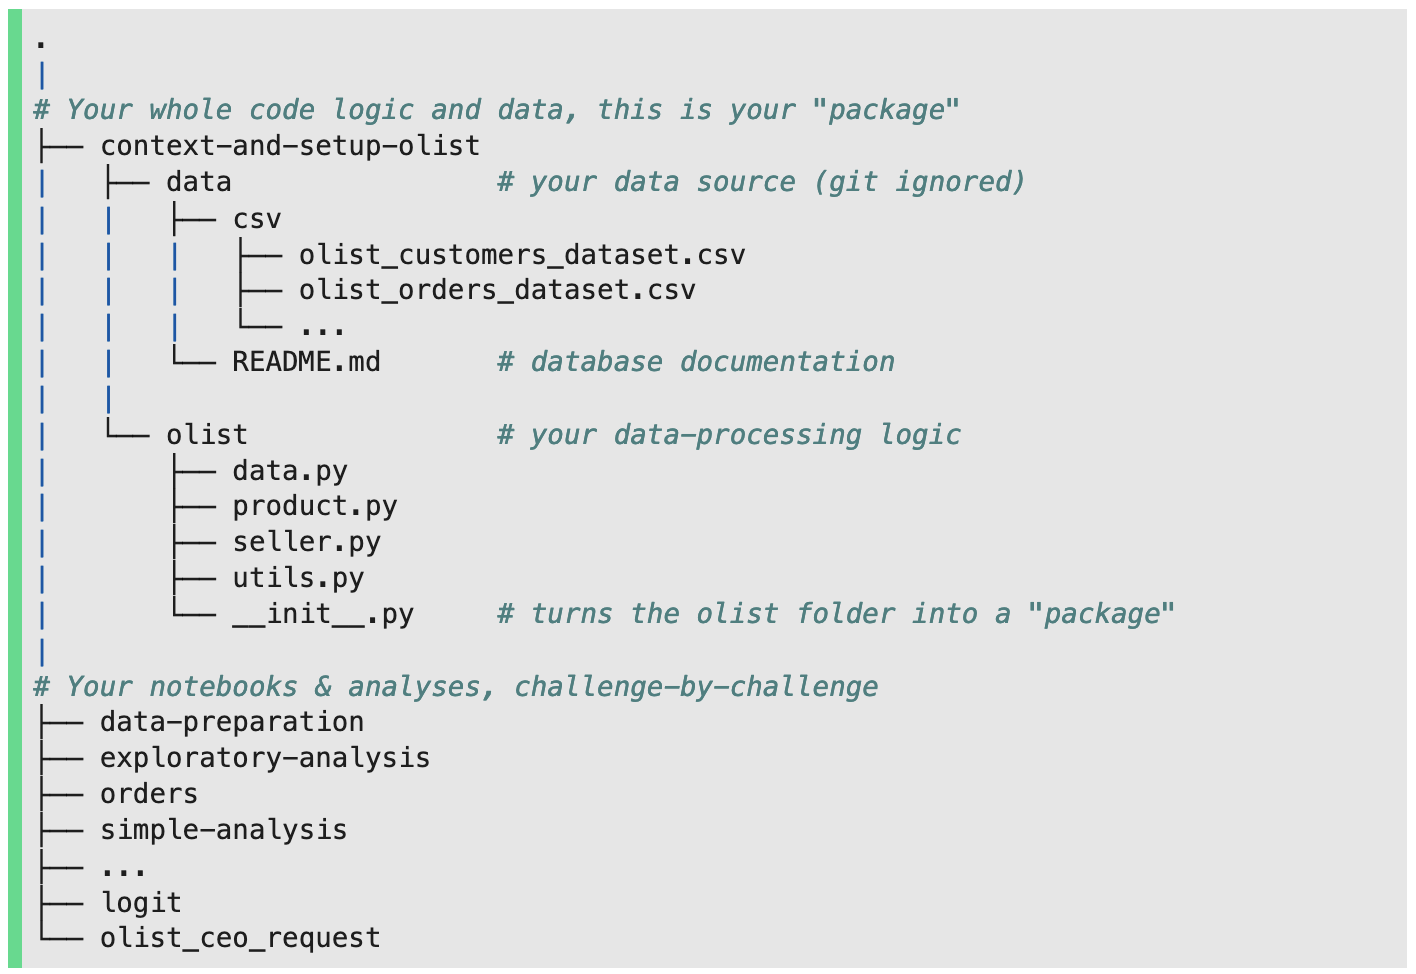 .
│
# Your whole code logic and data, this is your "package"
├── context-and-setup-olist
│   ├── data                # your data source (git ignored)
│   │   ├── csv
│   │   │   ├── olist_customers_dataset.csv
│   │   │   ├── olist_orders_dataset.csv
│   │   │   └── ...
│   │   └── README.md       # database documentation
│   │
│   └── olist               # your data-processing logic
│       ├── data.py
│       ├── product.py
│       ├── seller.py
│       ├── utils.py
│       └── __init__.py     # turns the olist folder into a "package"
│
# Your notebooks & analyses, challenge-by-challenge
├── data-preparation
├── exploratory-analysis
├── orders
├── simple-analysis
├── ...
├── logit
└── olist_ceo_request